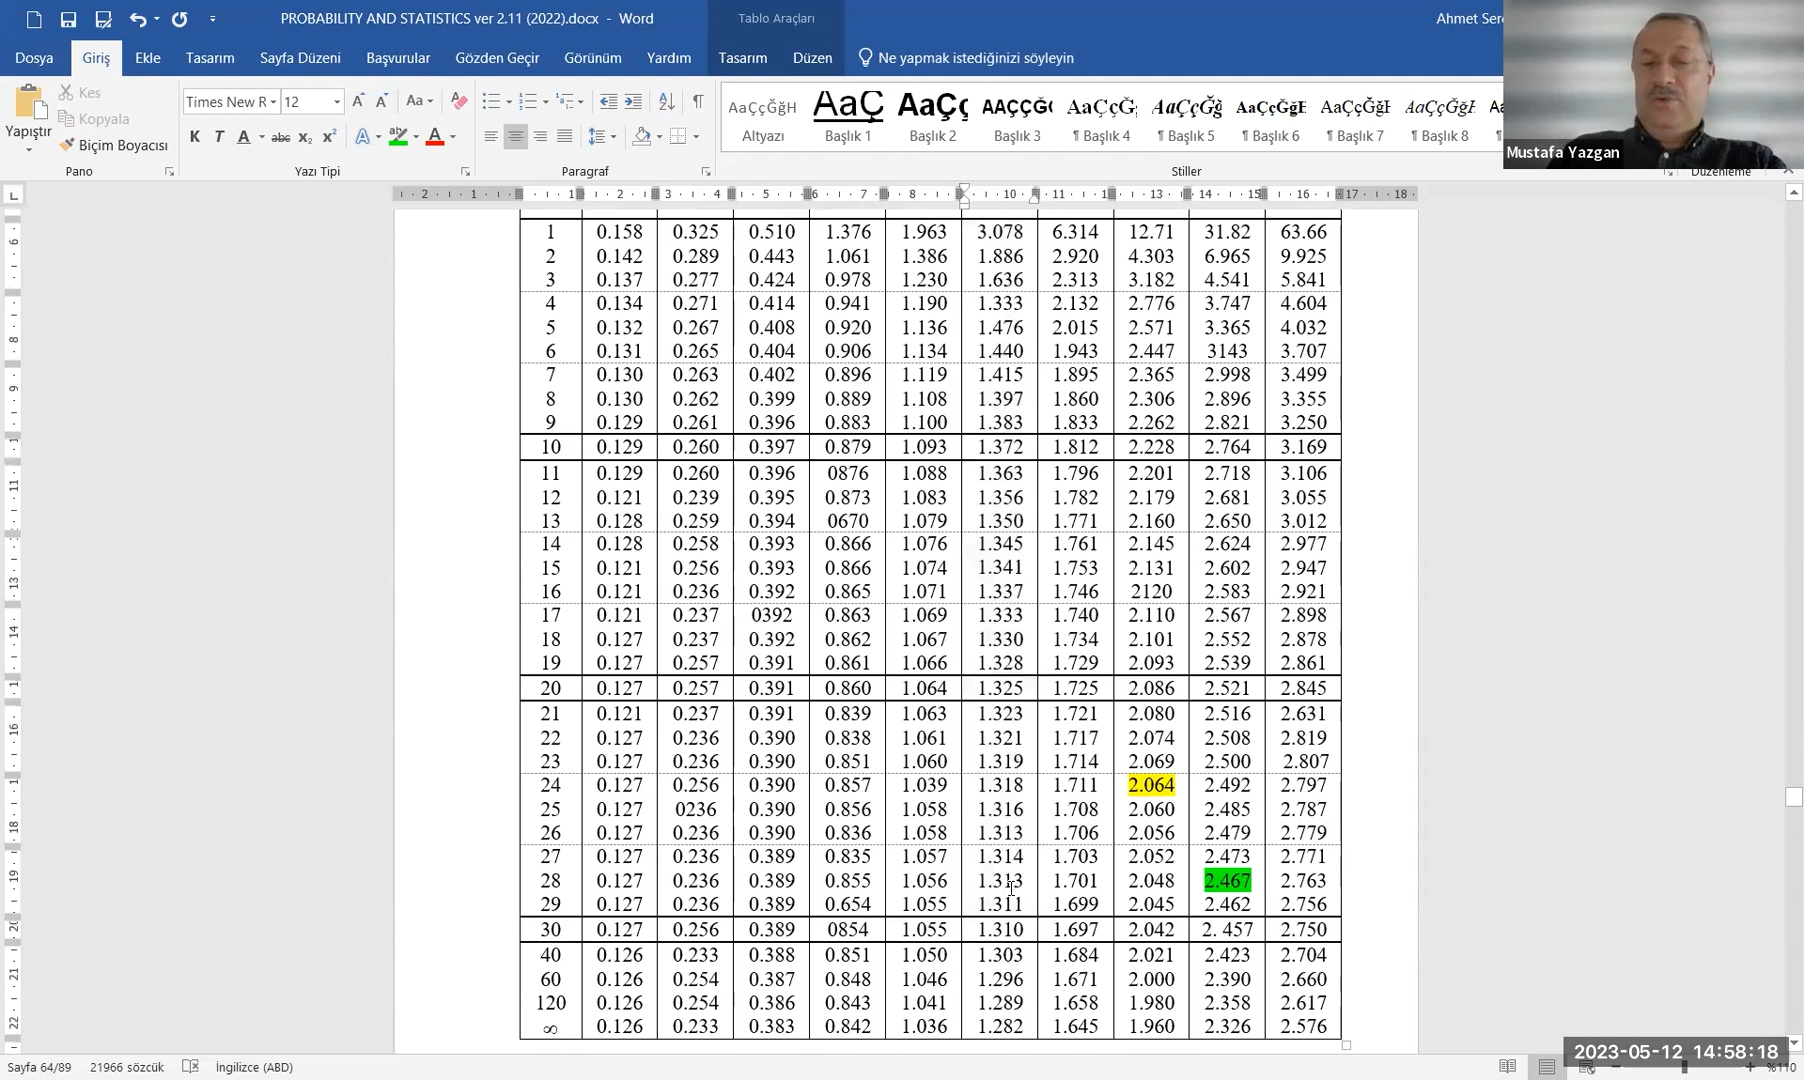 PROBABILITY AND STATISTICS ver 2.11 (2022).docx - Word
Tablo Araçları
Ahmet Sere
Dosya Giriş Ekle Tasarım Sayfa Düzeni Başvurular Gözden Geçir Görünüm Yardım Tasarım Düzen Ne yapmak istediğinizi söyleyin
Yapıştır
Kes
Kopyala
Biçim Boyacısı
Pano
Times New R 12
K T A abc x₂ x² A A
Yazı Tipi
Paragraf
AaÇçĞğH Altyazı
AaÇ Başlık 1
AaÇç Başlık 2
AAÇÇĞ Başlık 3
AaÇçĞğ ¶ Başlık 4
AaÇçĞğ ¶ Başlık 5
AaÇçĞğH ¶ Başlık 6
AaÇçĞğH ¶ Başlık 7
AaÇçĞğH ¶ Başlık 8
Stiller
Düzenleme
Mustafa Yazgan
2 1 1 2 3 4 5 6 7 8 10 11 13 14 15 16 17 18
1 0.158 0.325 0.510 1.376 1.963 3.078 6.314 12.71 31.82 63.66
2 0.142 0.289 0.443 1.061 1.386 1.886 2.920 4.303 6.965 9.925
3 0.137 0.277 0.424 0.978 1.230 1.636 2.313 3.182 4.541 5.841
4 0.134 0.271 0.414 0.941 1.190 1.333 2.132 2.776 3.747 4.604
5 0.132 0.267 0.408 0.920 1.136 1.476 2.015 2.571 3.365 4.032
6 0.131 0.265 0.404 0.906 1.134 1.440 1.943 2.447 3143 3.707
7 0.130 0.263 0.402 0.896 1.119 1.415 1.895 2.365 2.998 3.499
8 0.130 0.262 0.399 0.889 1.108 1.397 1.860 2.306 2.896 3.355
9 0.129 0.261 0.396 0.883 1.100 1.383 1.833 2.262 2.821 3.250
10 0.129 0.260 0.397 0.879 1.093 1.372 1.812 2.228 2.764 3.169
11 0.129 0.260 0.396 0876 1.088 1.363 1.796 2.201 2.718 3.106
12 0.121 0.239 0.395 0.873 1.083 1.356 1.782 2.179 2.681 3.055
13 0.128 0.259 0.394 0670 1.079 1.350 1.771 2.160 2.650 3.012
14 0.128 0.258 0.393 0.866 1.076 1.345 1.761 2.145 2.624 2.977
15 0.121 0.256 0.393 0.866 1.074 1.341 1.753 2.131 2.602 2.947
16 0.121 0.236 0.392 0.865 1.071 1.337 1.746 2120 2.583 2.921
17 0.121 0.237 0392 0.863 1.069 1.333 1.740 2.110 2.567 2.898
18 0.127 0.237 0.392 0.862 1.067 1.330 1.734 2.101 2.552 2.878
19 0.127 0.257 0.391 0.861 1.066 1.328 1.729 2.093 2.539 2.861
20 0.127 0.257 0.391 0.860 1.064 1.325 1.725 2.086 2.521 2.845
21 0.121 0.237 0.391 0.839 1.063 1.323 1.721 2.080 2.516 2.631
22 0.127 0.236 0.390 0.838 1.061 1.321 1.717 2.074 2.508 2.819
23 0.127 0.236 0.390 0.851 1.060 1.319 1.714 2.069 2.500 2.807
24 0.127 0.256 0.390 0.857 1.039 1.318 1.711 2.064 2.492 2.797
25 0.127 0236 0.390 0.856 1.058 1.316 1.708 2.060 2.485 2.787
26 0.127 0.236 0.390 0.836 1.058 1.313 1.706 2.056 2.479 2.779
27 0.127 0.236 0.389 0.835 1.057 1.314 1.703 2.052 2.473 2.771
28 0.127 0.236 0.389 0.855 1.056 1.313 1.701 2.048 2.467 2.763
29 0.127 0.236 0.389 0.654 1.055 1.311 1.699 2.045 2.462 2.756
30 0.127 0.256 0.389 0854 1.055 1.310 1.697 2.042 2. 457 2.750
40 0.126 0.233 0.388 0.851 1.050 1.303 1.684 2.021 2.423 2.704
60 0.126 0.254 0.387 0.848 1.046 1.296 1.671 2.000 2.390 2.660
120 0.126 0.254 0.386 0.843 1.041 1.289 1.658 1.980 2.358 2.617
∞ 0.126 0.233 0.383 0.842 1.036 1.282 1.645 1.960 2.326 2.576
Sayfa 64/89 21966 sözcük İngilizce (ABD)
2023-05-12 14:58:18
%110